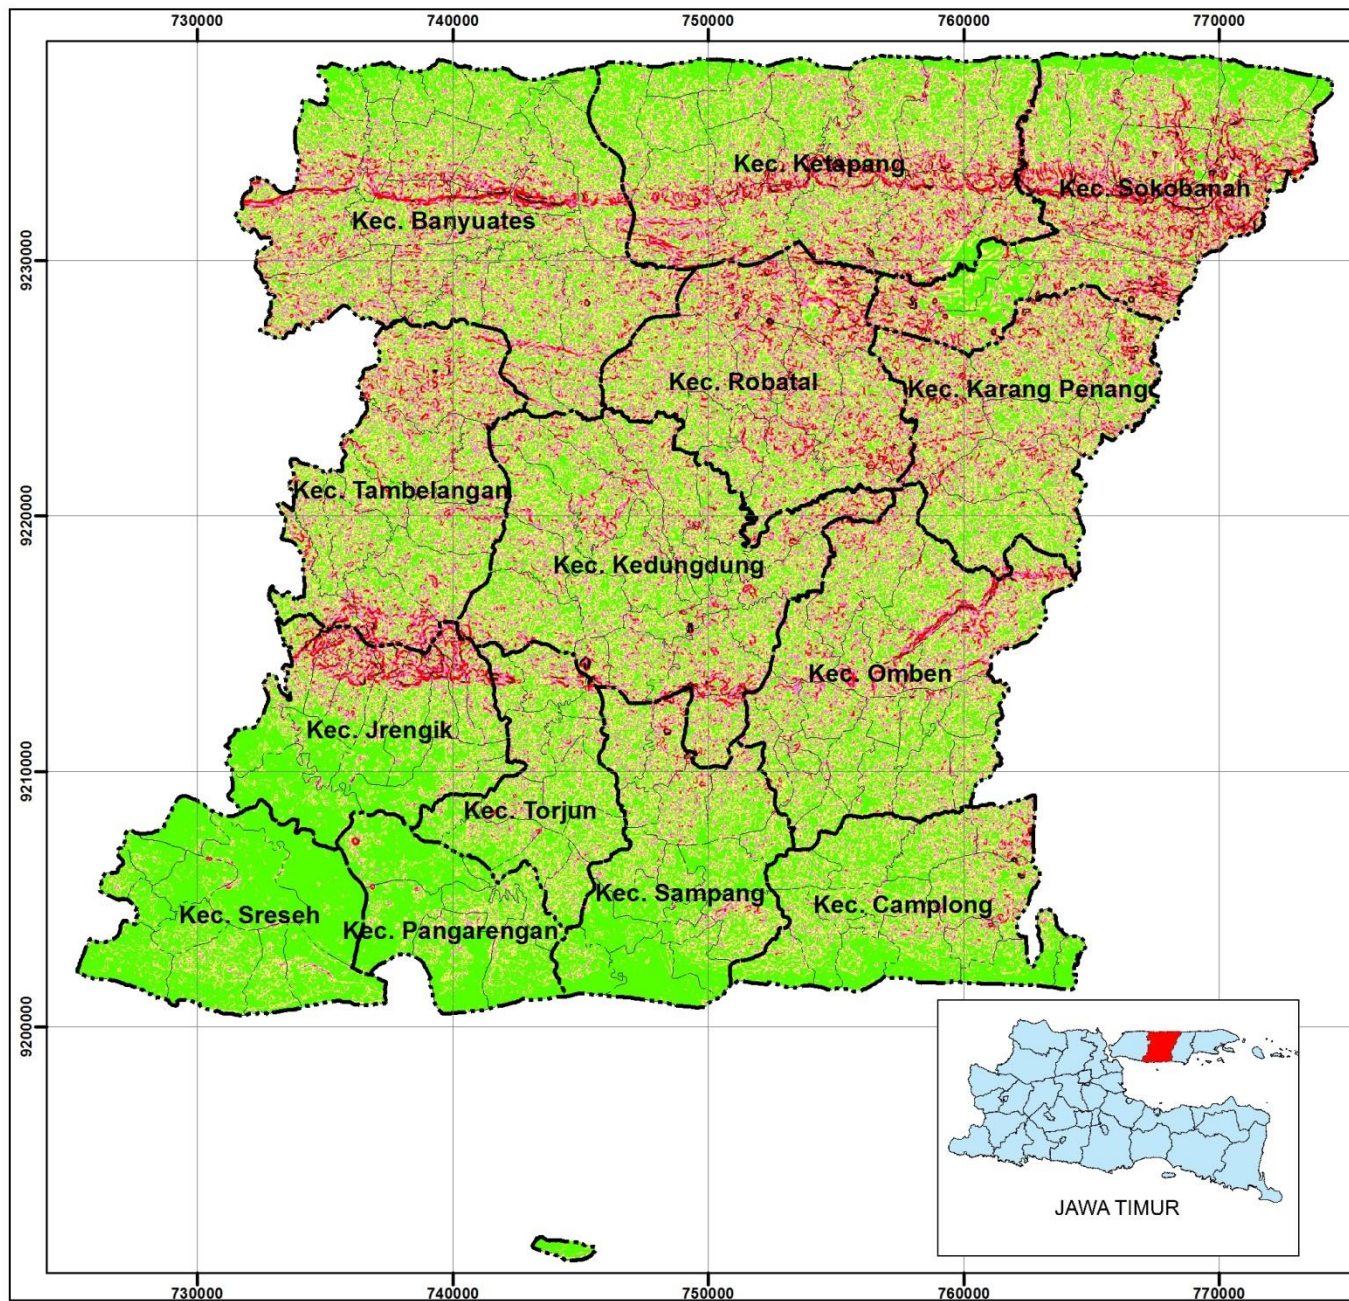 730000 740000 750000 760000 770000
9230000
9220000
9210000
9200000
Kec. Ketapang
Kec. Sokobanah
Kec. Banyuates
Kec. Robatal
Kec. Karang Penang
Kec. Tambelangan
Kec. Kedungdung
Kec. Omben
Kec. Jrengik
Kec. Torjun
Kec. Sampang
Kec. Camplong
Kec. Sreseh
Kec. Pangarengan
JAWA TIMUR
730000 740000 750000 760000 770000